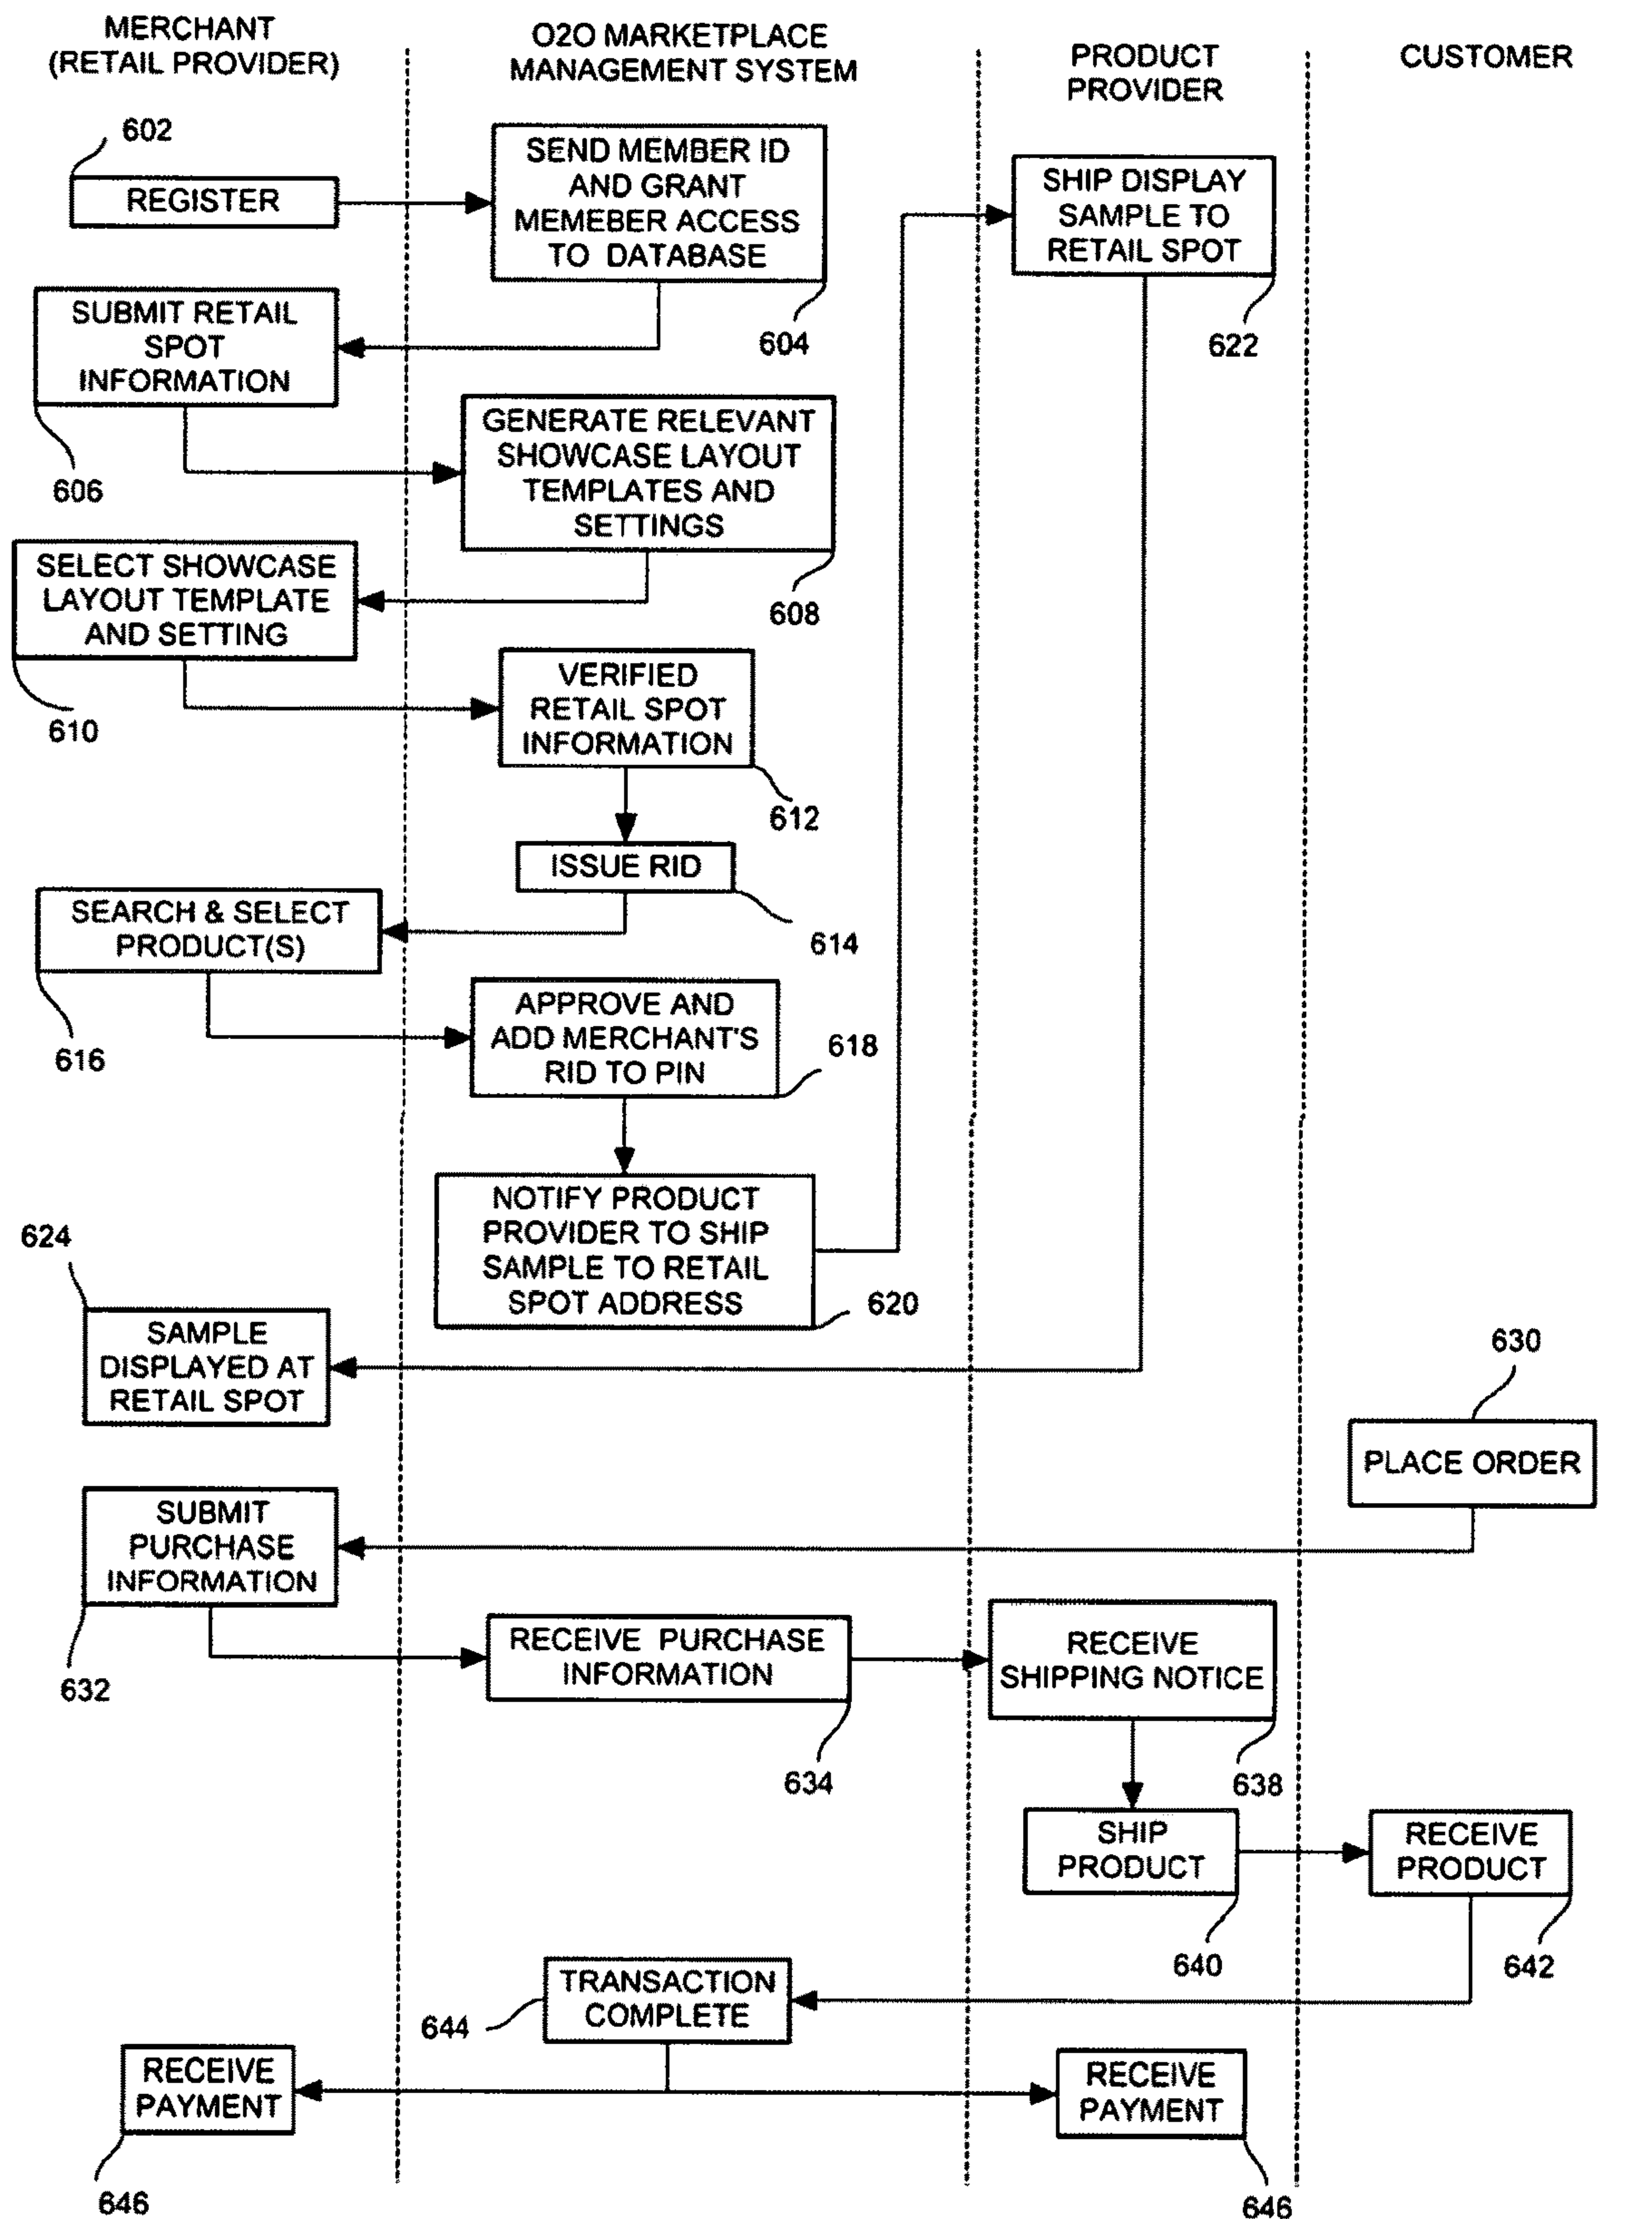 MERCHANT
(RETAIL PROVIDER)
O2O MARKETPLACE
MANAGEMENT SYSTEM
PRODUCT
PROVIDER
CUSTOMER
602
REGISTER
SEND MEMBER ID
AND GRANT
MEMEBER ACCESS
TO DATABASE
604
SHIP DISPLAY
SAMPLE TO
RETAIL SPOT
622
SUBMIT RETAIL
SPOT
INFORMATION
606
GENERATE RELEVANT
SHOWCASE LAYOUT
TEMPLATES AND
SETTINGS
608
SELECT SHOWCASE
LAYOUT TEMPLATE
AND SETTING
610
VERIFIED
RETAIL SPOT
INFORMATION
612
ISSUE RID
614
SEARCH & SELECT
PRODUCT(S)
616
APPROVE AND
ADD MERCHANT'S
RID TO PIN
618
NOTIFY PRODUCT
PROVIDER TO SHIP
SAMPLE TO RETAIL
SPOT ADDRESS
620
624
SAMPLE
DISPLAYED AT
RETAIL SPOT
630
PLACE ORDER
SUBMIT
PURCHASE
INFORMATION
632
RECEIVE PURCHASE
INFORMATION
634
RECEIVE
SHIPPING NOTICE
638
SHIP
PRODUCT
640
RECEIVE
PRODUCT
642
TRANSACTION
COMPLETE
644
RECEIVE
PAYMENT
646
RECEIVE
PAYMENT
646